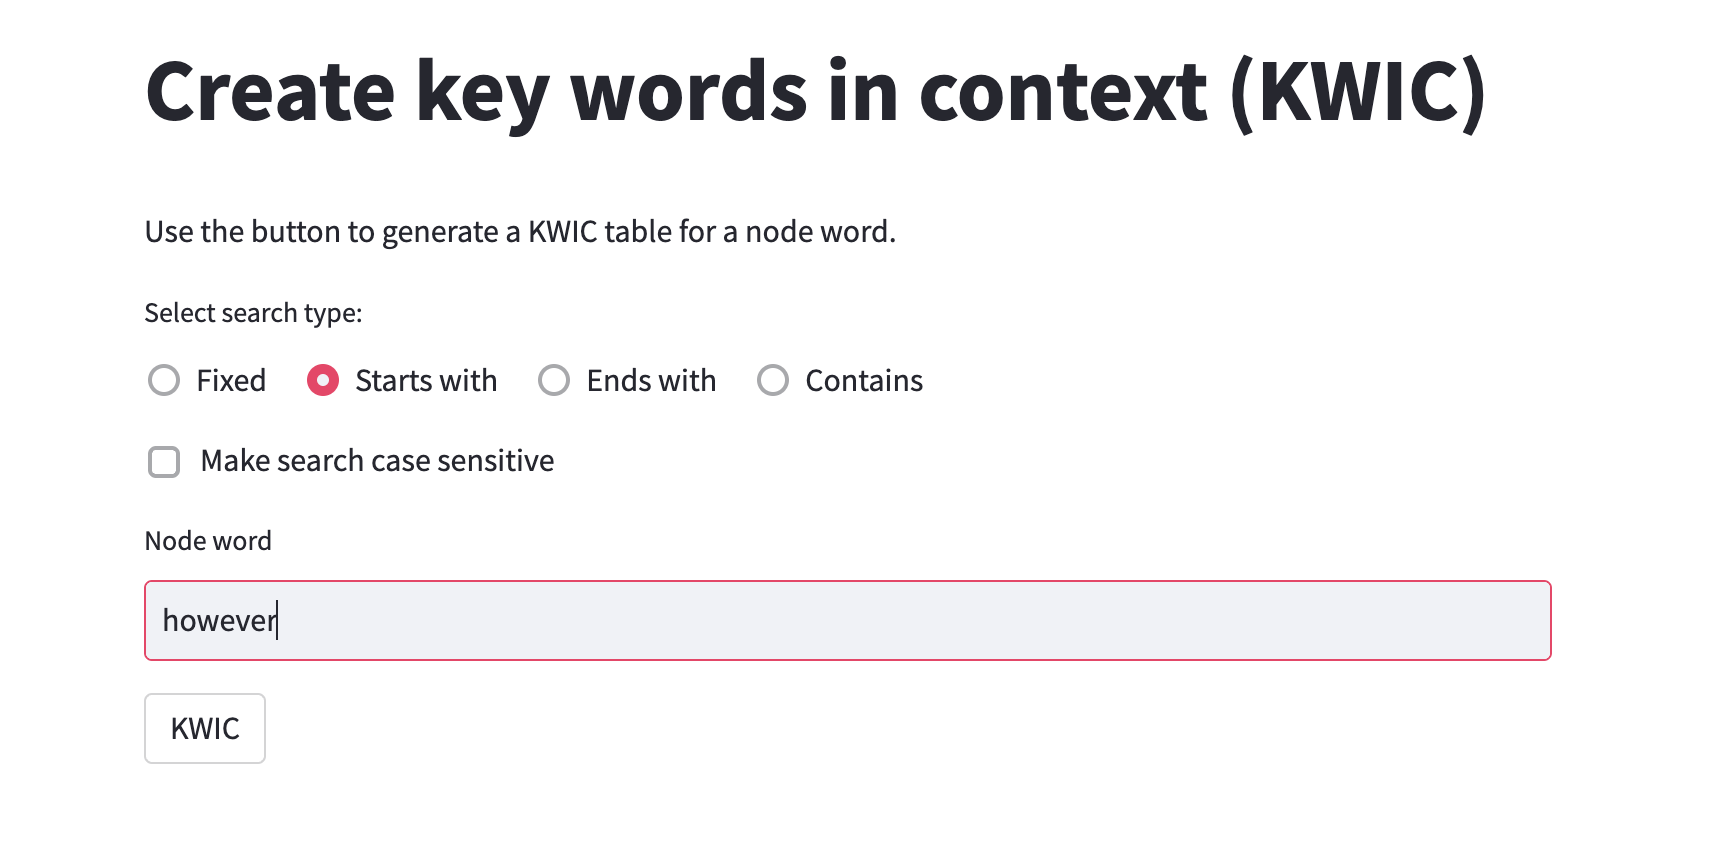 Create key words in context (KWIC)
Use the button to generate a KWIC table for a node word.
Select search type:
Fixed Starts with Ends with Contains
Make search case sensitive
Node word
however
KWIC